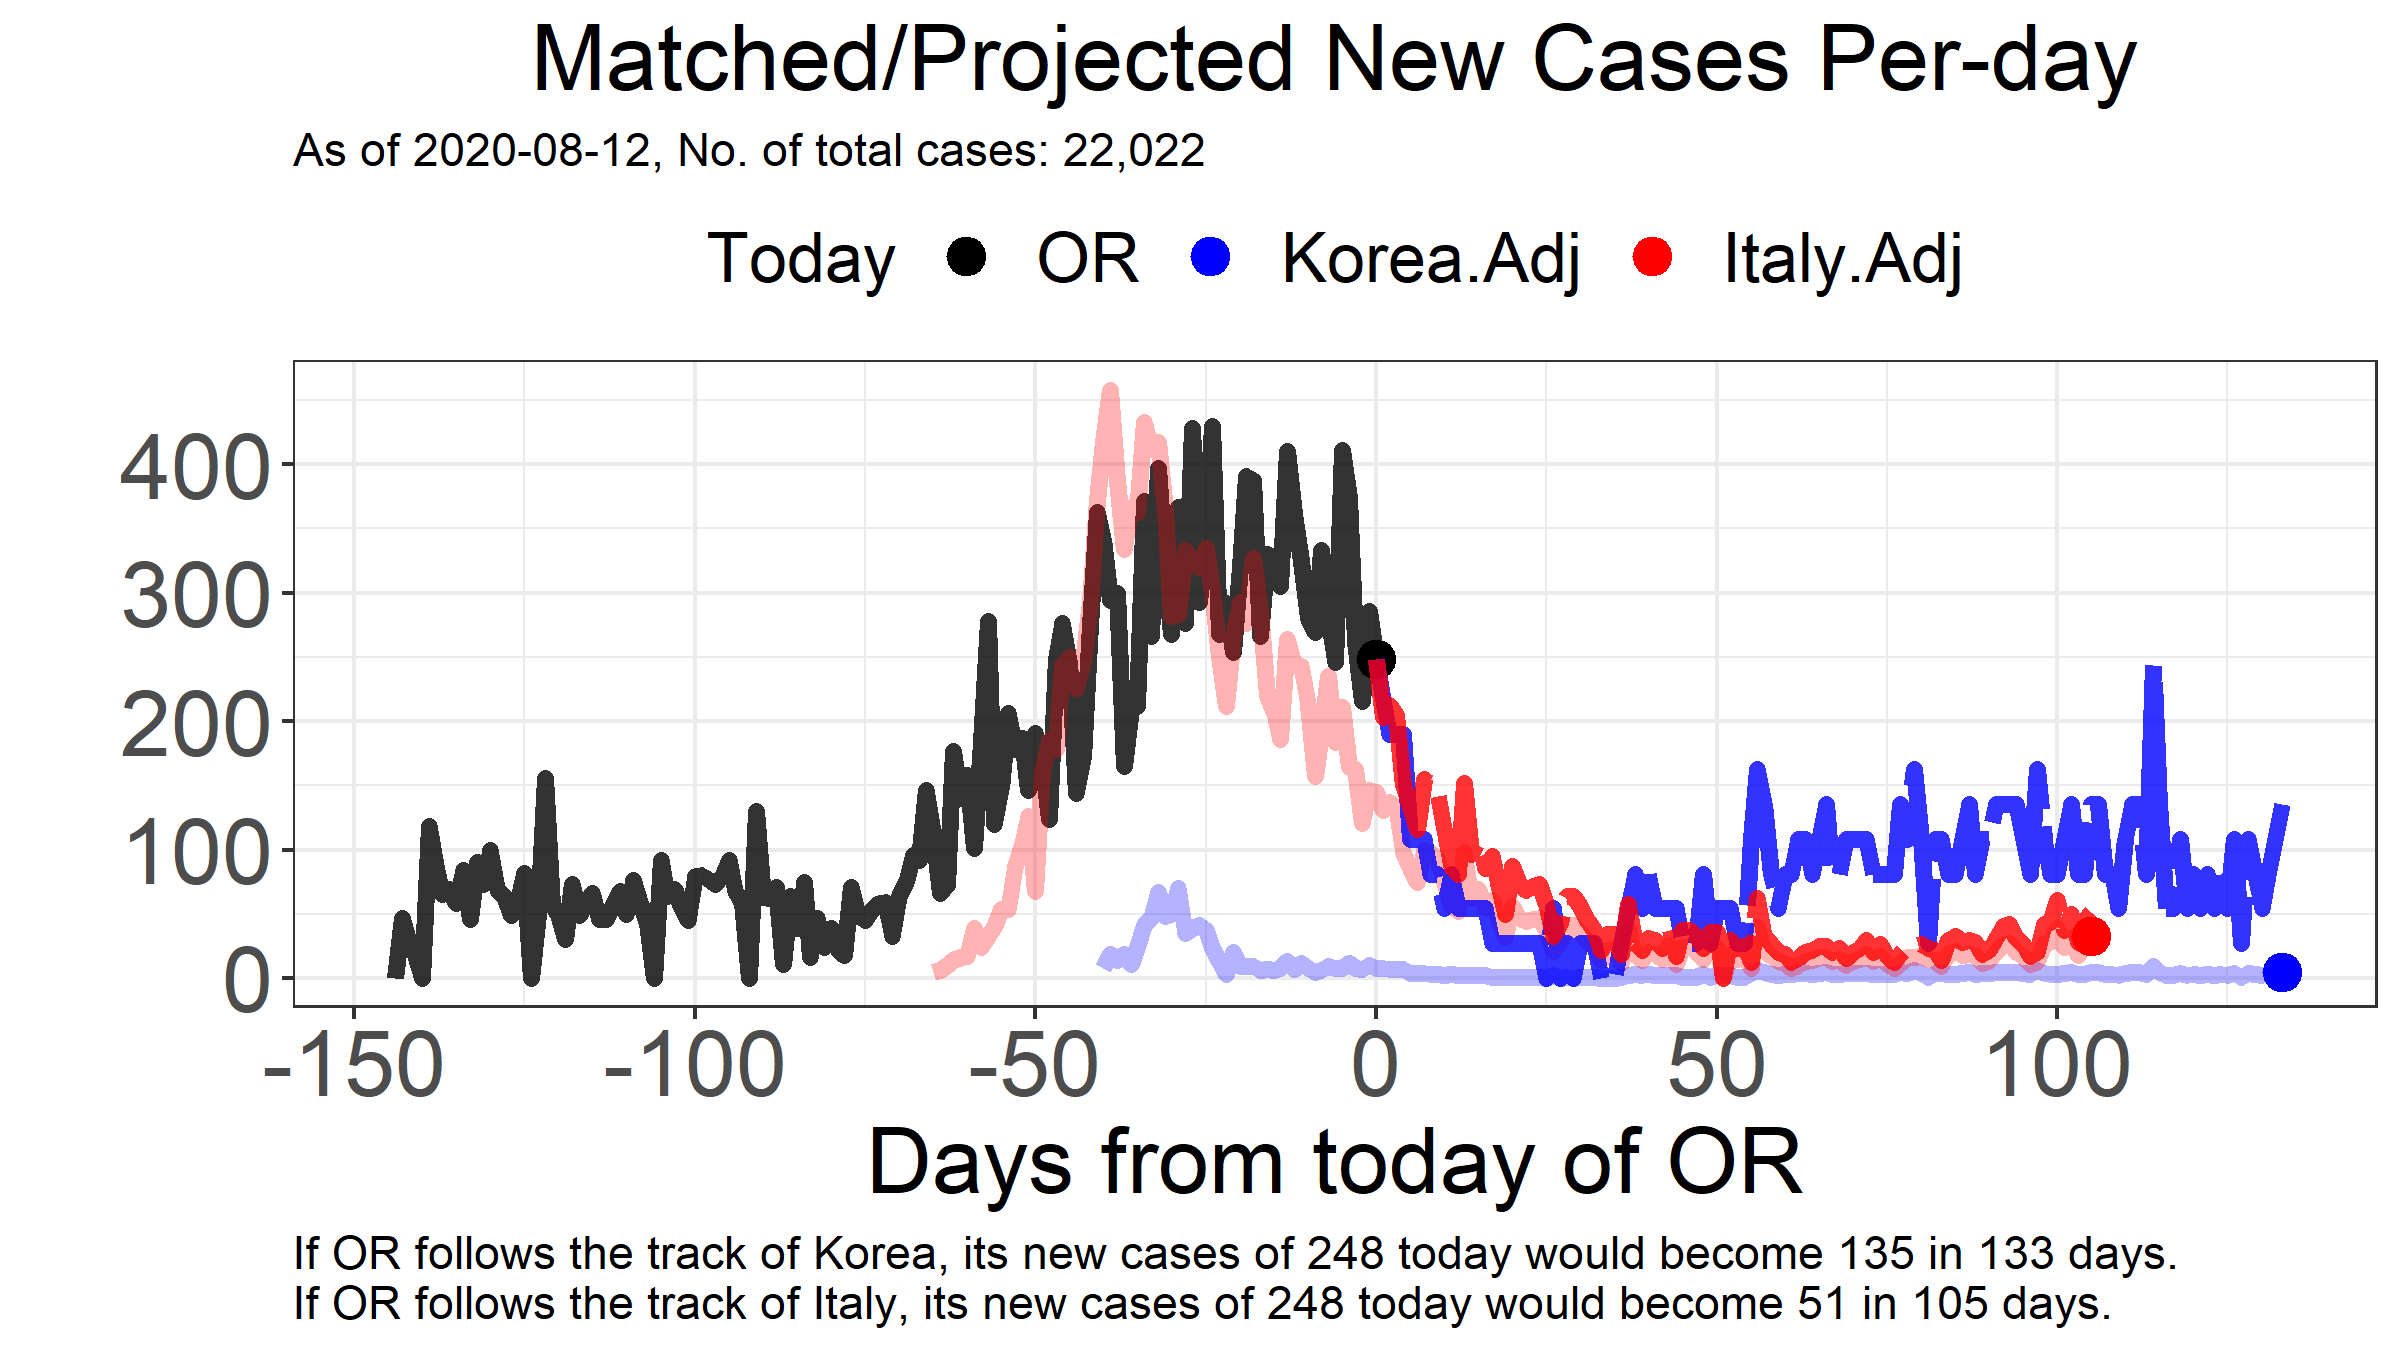 Matched/Projected New Cases Per-day
As of 2020-08-12, No. of total cases: 22,022
Today OR Korea.Adj Italy.Adj
400
300
200
100
0
-150 -100 -50 0 50 100
Days from today of OR
If OR follows the track of Korea, its new cases of 248 today would become 135 in 133 days.
If OR follows the track of Italy, its new cases of 248 today would become 51 in 105 days.